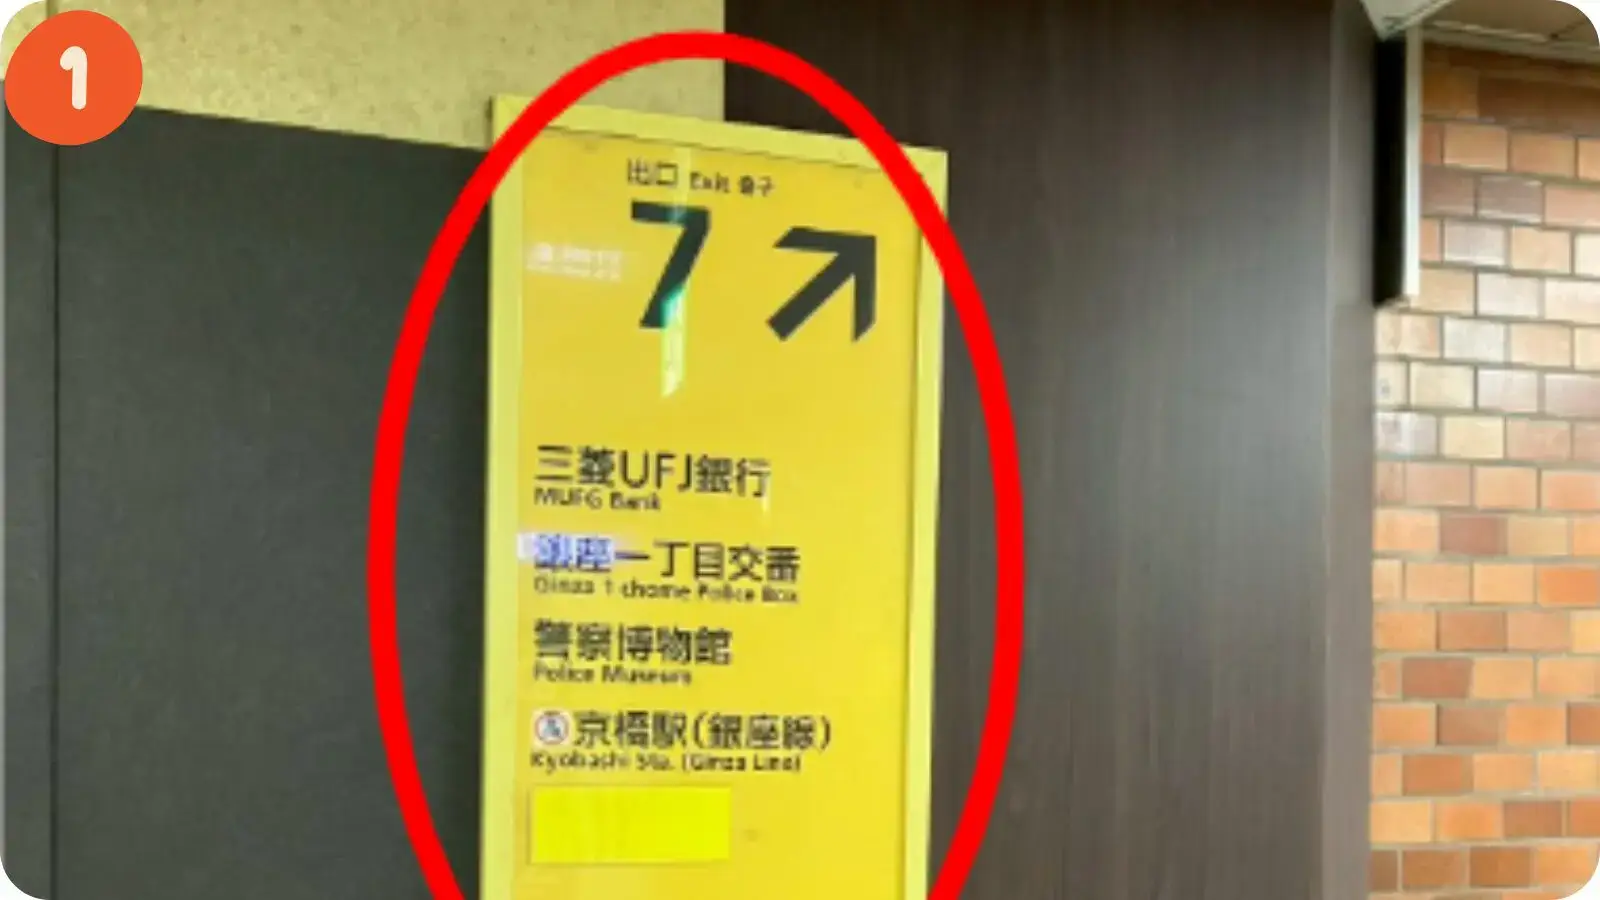 1
出口 Exit 出口
7
三菱UFJ銀行
MUFG Bank
銀座一丁目交番
Ginza 1-chome Police Box
警察博物館
Police Museum
京橋駅(銀座線)
Kyobashi Sta. (Ginza Line)